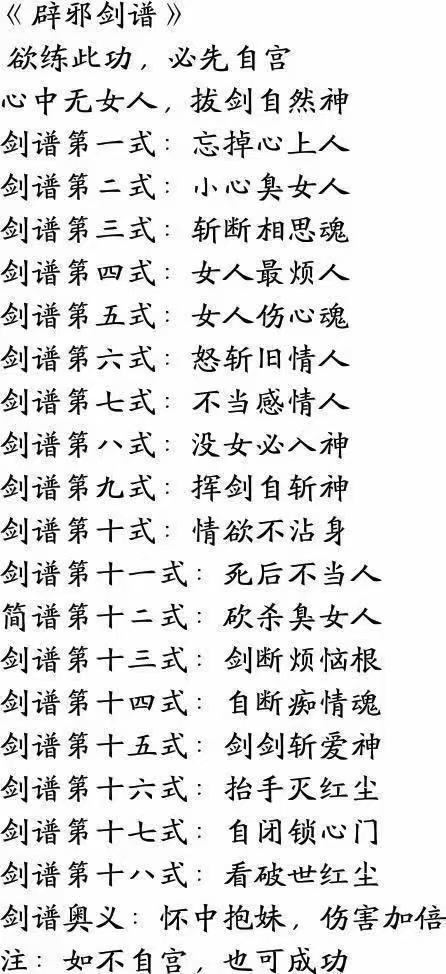 《辟邪剑谱》
欲练此功，必先自宫
心中无女人，拔剑自然神
剑谱第一式：忘掉心上人
剑谱第二式：小心臭女人
剑谱第三式：斩断相思魂
剑谱第四式：女人最烦人
剑谱第五式：女人伤心魂
剑谱第六式：怒斩旧情人
剑谱第七式：不当感情人
剑谱第八式：没女必入神
剑谱第九式：挥剑自斩神
剑谱第十式：情欲不沾身
剑谱第十一式：死后不当人
简谱第十二式：砍杀臭女人
剑谱第十三式：剑断烦恼根
剑谱第十四式：自断痴情魂
剑谱第十五式：剑剑斩爱神
剑谱第十六式：抬手灭红尘
剑谱第十七式：自闭锁心门
剑谱第十八式：看破世红尘
剑谱奥义：怀中抱妹，伤害加倍
注：如不自宫，也可成功